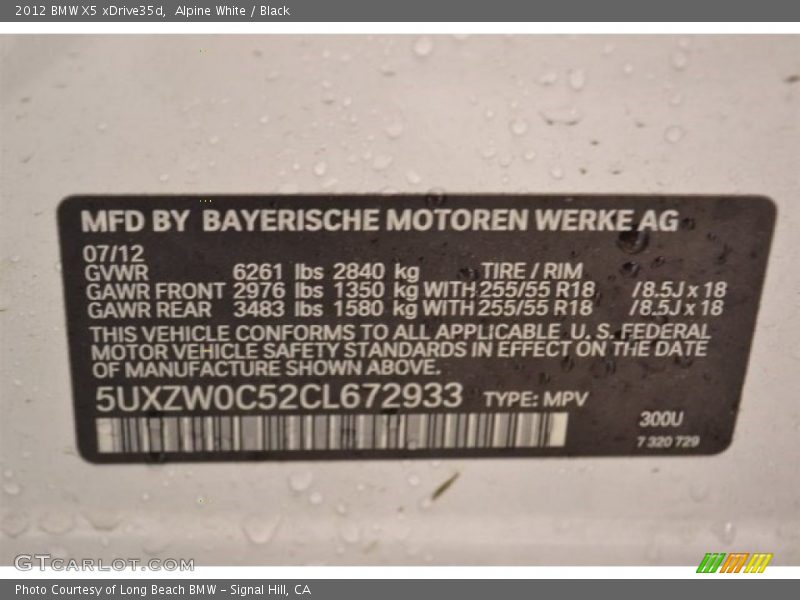 2012 BMW X5 xDrive35d, Alpine White / Black
MFD BY BAYERISCHE MOTOREN WERKE AG
07/12
GVWR 6261 lbs 2840 kg TIRE / RIM
GAWR FRONT 2976 lbs 1350 kg WITH 255/55 R18 /8.5J x 18
GAWR REAR 3483 lbs 1580 kg WITH 255/55 R18 /8.5J x 18
THIS VEHICLE CONFORMS TO ALL APPLICABLE U. S. FEDERAL
MOTOR VEHICLE SAFETY STANDARDS IN EFFECT ON THE DATE
OF MANUFACTURE SHOWN ABOVE.
5UXZW0C52CL672933 TYPE: MPV
300U
7 320 729
GTCarLot.com
Photo Courtesy of Long Beach BMW - Signal Hill, CA